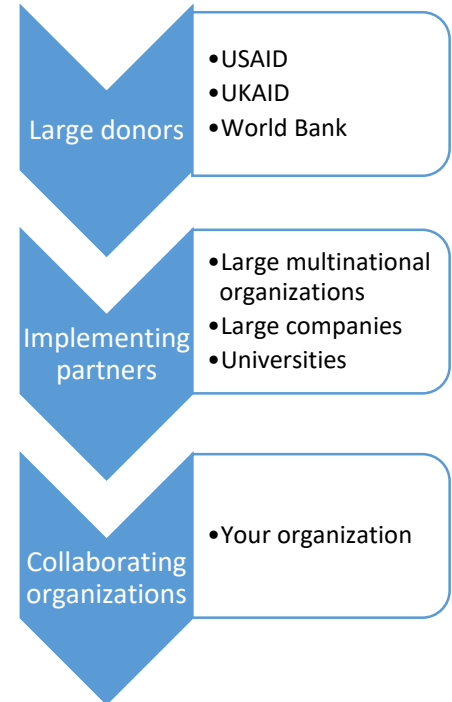 Large donors
•USAID
•UKAID
•World Bank
Implementing
partners
•Large multinational
organizations
•Large companies
•Universities
Collaborating
organizations
•Your organization